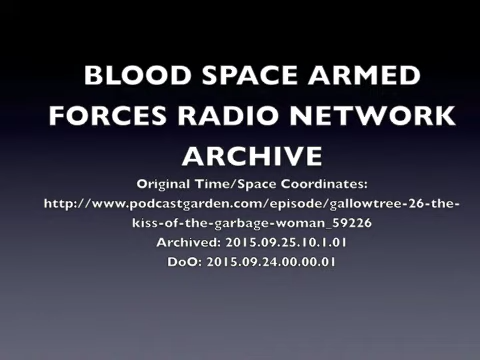 BLOOD SPACE ARMED
FORCES RADIO NETWORK
ARCHIVE
Original Time/Space Coordinates:
http://www.podcastgarden.com/episode/gallowtree-26-the-
kiss-of-the-garbage-woman_59226
Archived: 2015.09.25.10.1.01
DoO: 2015.09.24.00.00.01